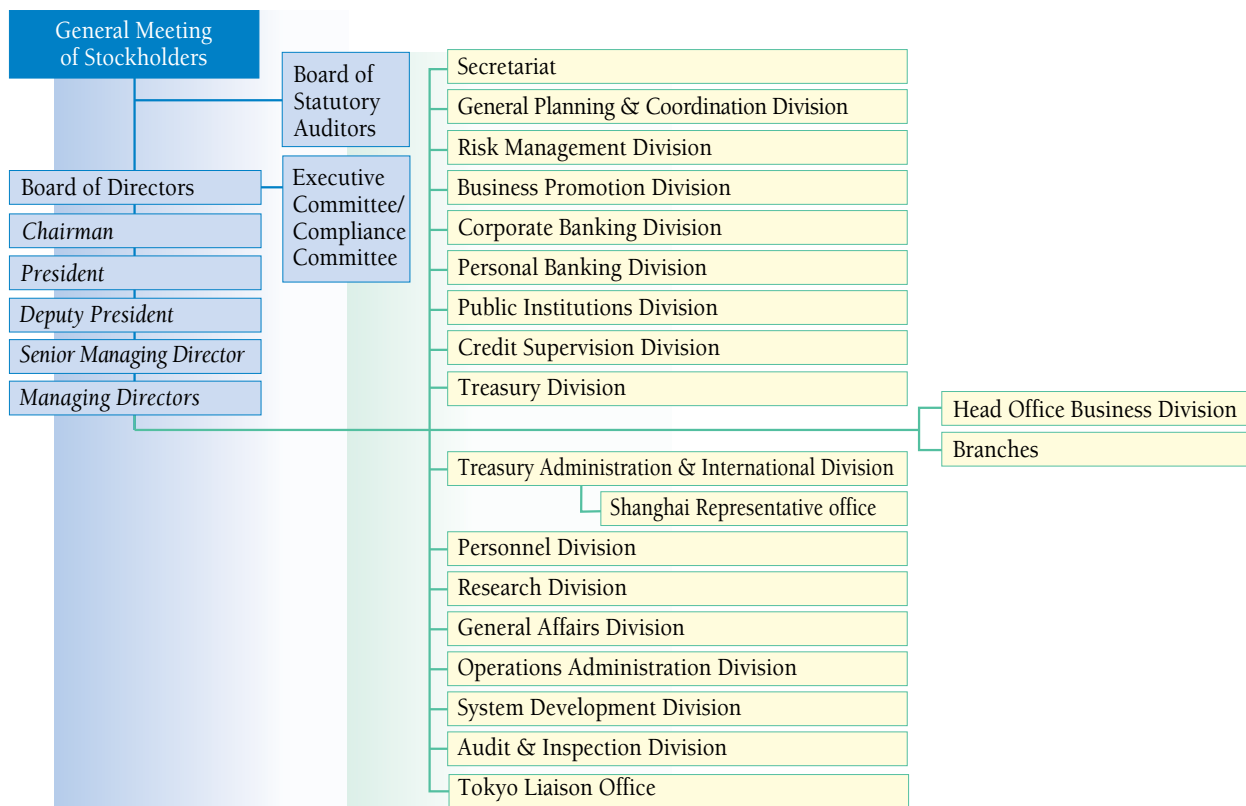 General Meeting
of Stockholders
Board of
Statutory
Auditors
Board of Directors
Executive
Committee/
Compliance
Committee
Chairman
President
Deputy President
Senior Managing Director
Managing Directors
Secretariat
General Planning & Coordination Division
Risk Management Division
Business Promotion Division
Corporate Banking Division
Personal Banking Division
Public Institutions Division
Credit Supervision Division
Treasury Division
Head Office Business Division
Branches
Treasury Administration & International Division
Shanghai Representative office
Personnel Division
Research Division
General Affairs Division
Operations Administration Division
System Development Division
Audit & Inspection Division
Tokyo Liaison Office